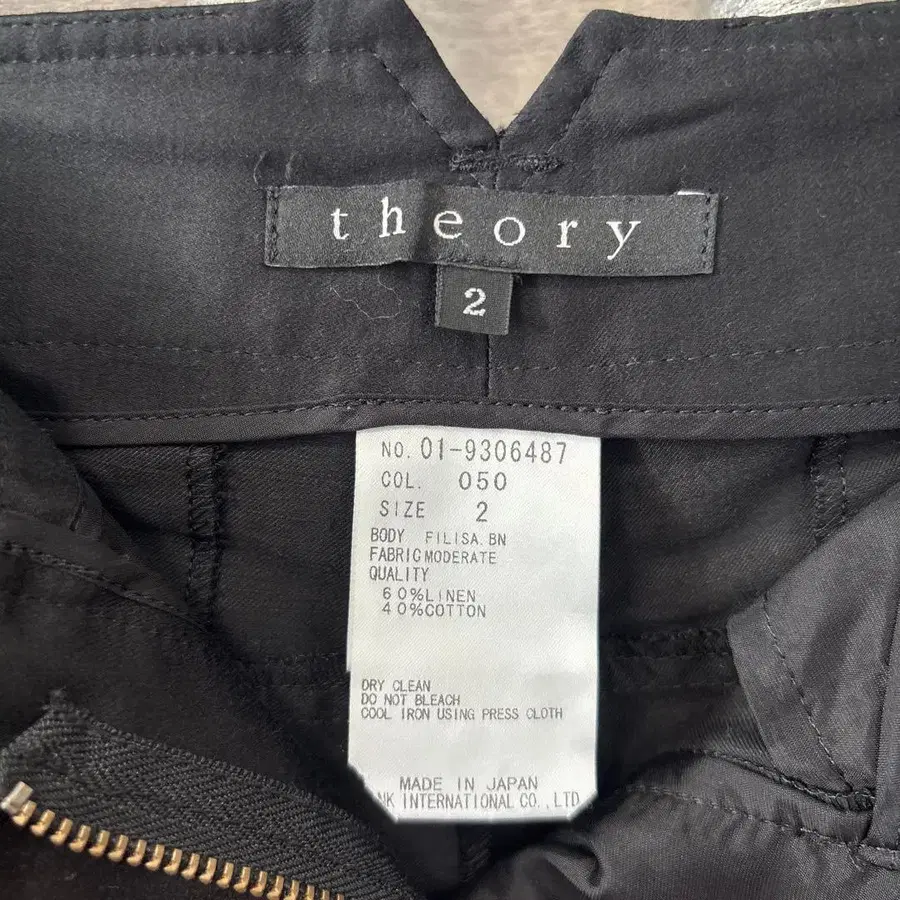 theory
2
NO. 01-9306487
COL. 050
SIZE 2
BODY FILISA. BN
FABRIC MODERATE
QUALITY
60%LINEN
40%COTTON
DRY CLEAN
DO NOT BLEACH
COOL IRON USING PRESS CLOTH
MADE IN JAPAN
NK INTERNATIONAL CO., LTD